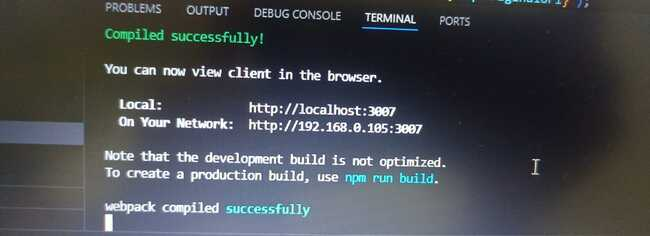 PROBLEMS OUTPUT DEBUG CONSOLE TERMINAL PORTS
Compiled successfully!
You can now view client in the browser.
Local: http://localhost:3007
On Your Network: http://192.168.0.105:3007
Note that the development build is not optimized.
To create a production build, use npm run build.
webpack compiled successfully